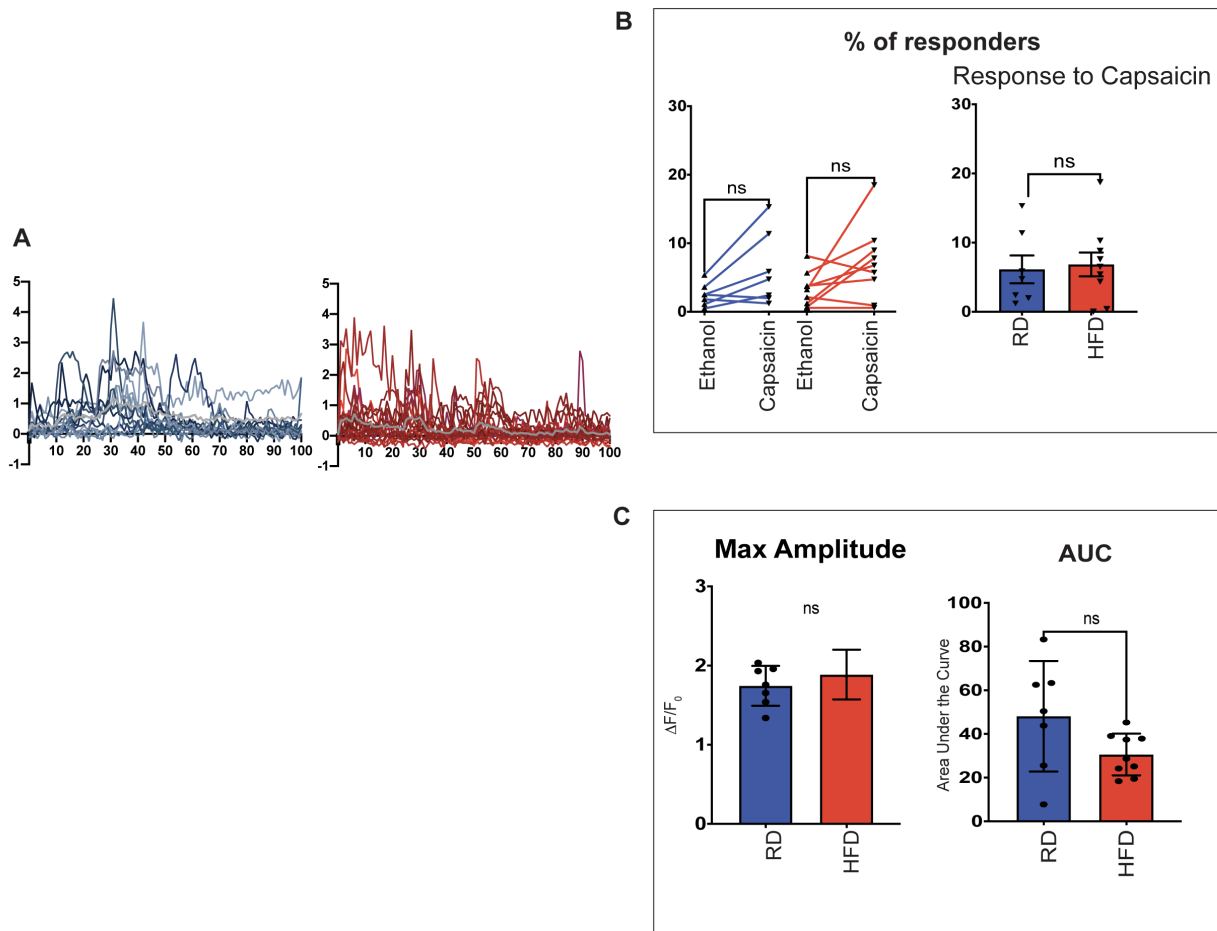 A
5
4
3
2
1
0
-1
10 20 30 40 50 60 70 80 90 100
5
4
3
2
1
0
-1
10 20 30 40 50 60 70 80 90 100
B
% of responders
30
20
10
0
ns
ns
Ethanol
Capsaicin
Ethanol
Capsaicin
Response to Capsaicin
30
20
10
0
ns
RD
HFD
C
Max Amplitude
ΔF/F0
3
2
1
0
ns
RD
HFD
AUC
Area Under the Curve
100
80
60
40
20
0
ns
RD
HFD